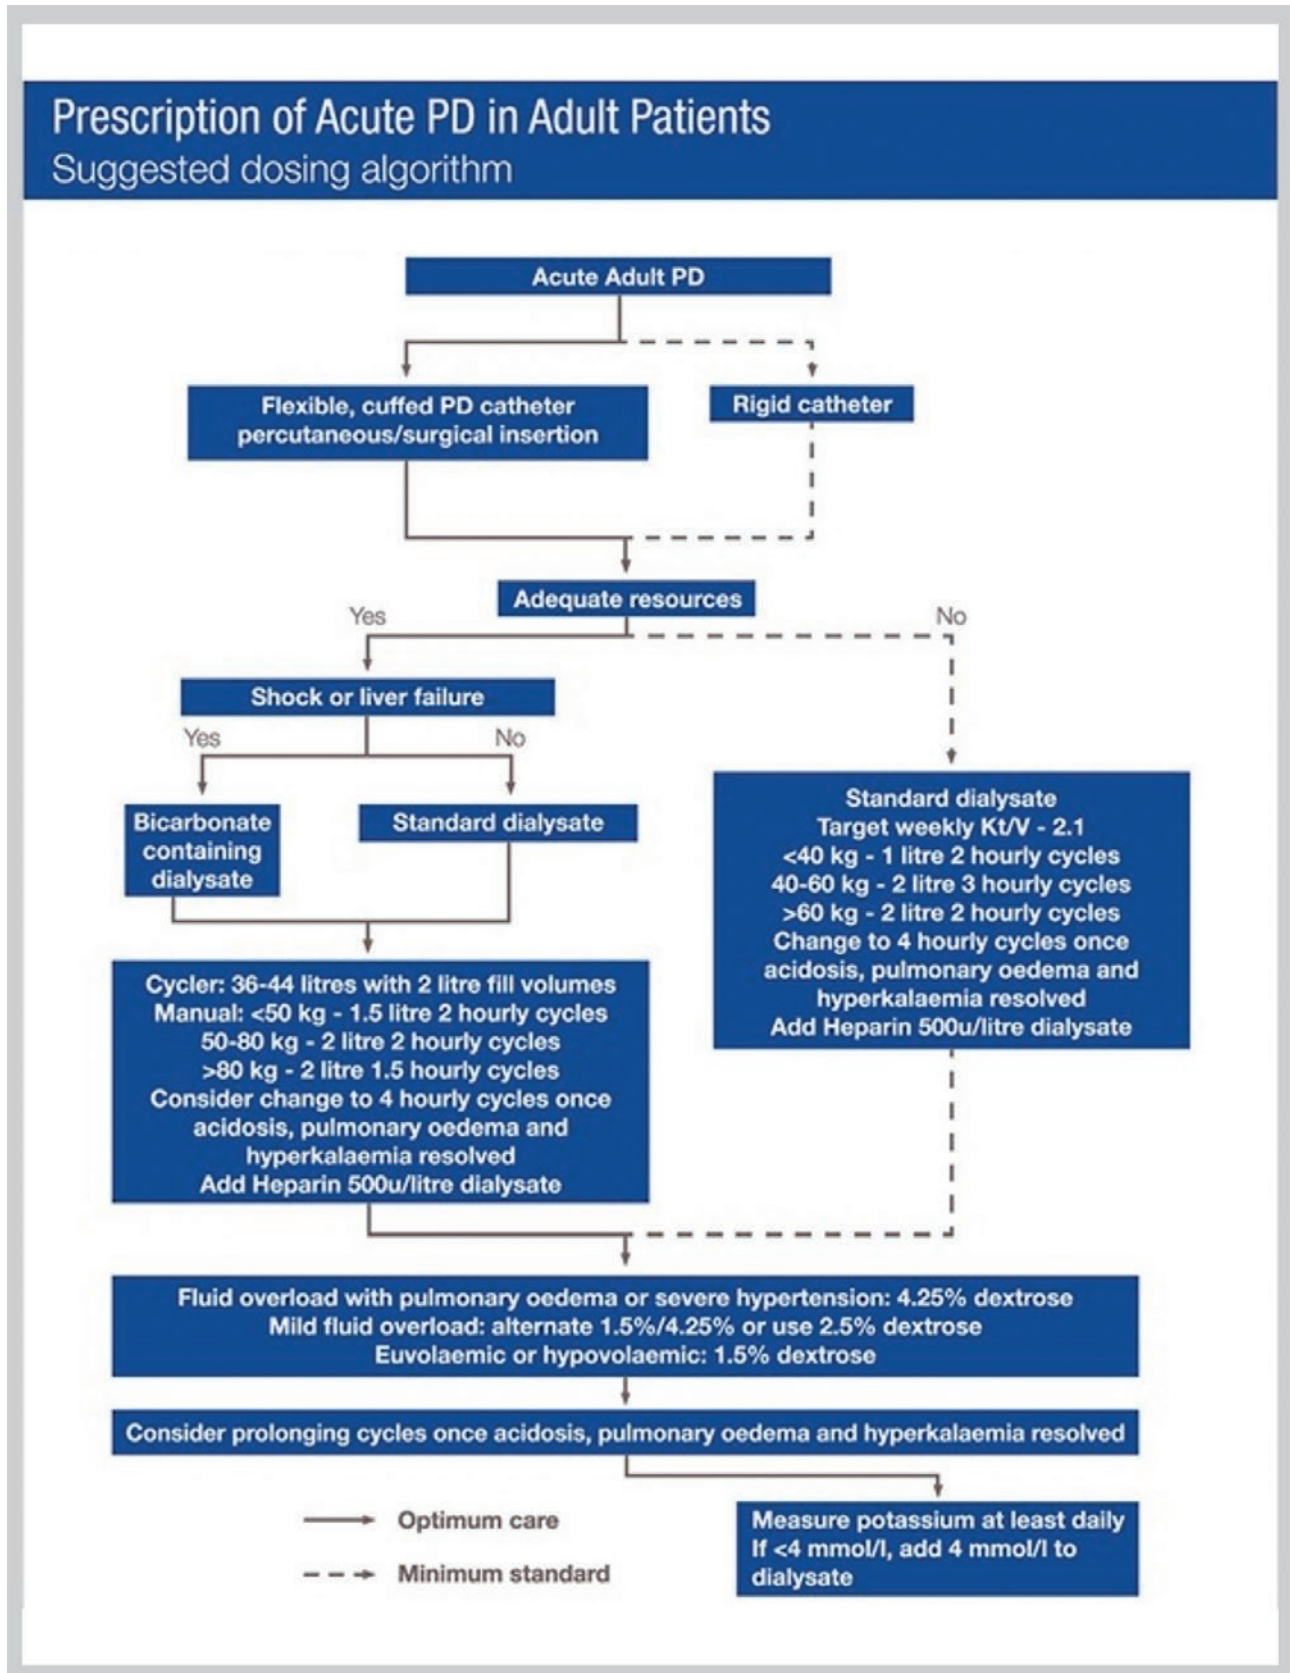 Prescription of Acute PD in Adult Patients
Suggested dosing algorithm
Acute Adult PD
Flexible, cuffed PD catheter
percutaneous/surgical insertion
Rigid catheter
Adequate resources
Yes
No
Shock or liver failure
Yes
No
Bicarbonate
containing
dialysate
Standard dialysate
Standard dialysate
Target weekly Kt/V - 2.1
<40 kg - 1 litre 2 hourly cycles
40-60 kg - 2 litre 3 hourly cycles
>60 kg - 2 litre 2 hourly cycles
Change to 4 hourly cycles once
acidosis, pulmonary oedema and
hyperkalaemia resolved
Add Heparin 500u/litre dialysate
Cycler: 36-44 litres with 2 litre fill volumes
Manual: <50 kg - 1.5 litre 2 hourly cycles
50-80 kg - 2 litre 2 hourly cycles
>80 kg - 2 litre 1.5 hourly cycles
Consider change to 4 hourly cycles once
acidosis, pulmonary oedema and
hyperkalaemia resolved
Add Heparin 500u/litre dialysate
Fluid overload with pulmonary oedema or severe hypertension: 4.25% dextrose
Mild fluid overload: alternate 1.5%/4.25% or use 2.5% dextrose
Euvolaemic or hypovolaemic: 1.5% dextrose
Consider prolonging cycles once acidosis, pulmonary oedema and hyperkalaemia resolved
Optimum care
Minimum standard
Measure potassium at least daily
If <4 mmol/l, add 4 mmol/l to
dialysate